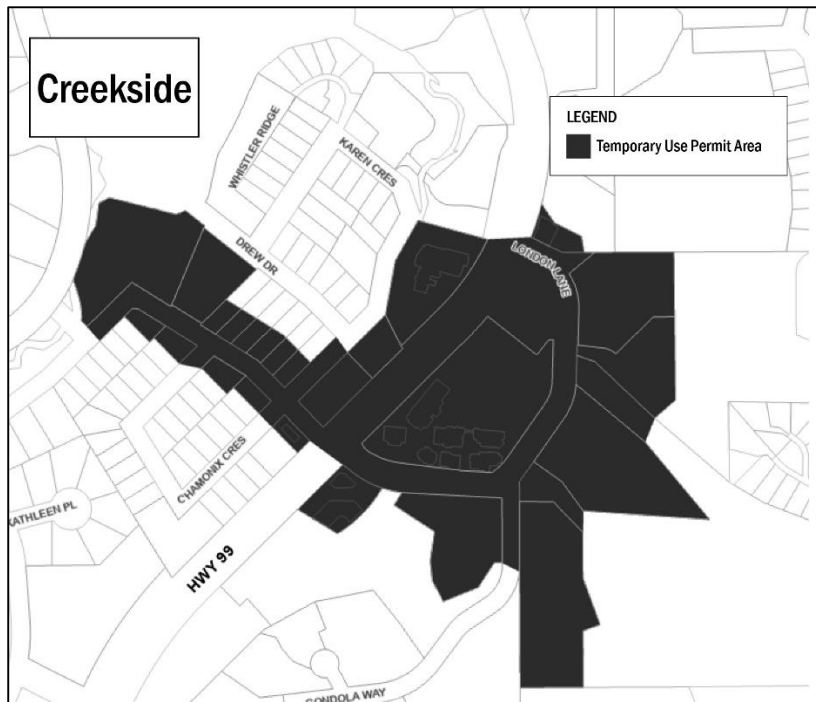 Creekside
LEGEND
Temporary Use Permit Area
WHISTLER RIDGE
KAREN CRES
DREW DR
LONDON LANE
CHAMONIX CRES
KATHLEEN PL
HWY 99
GONDOLA WAY